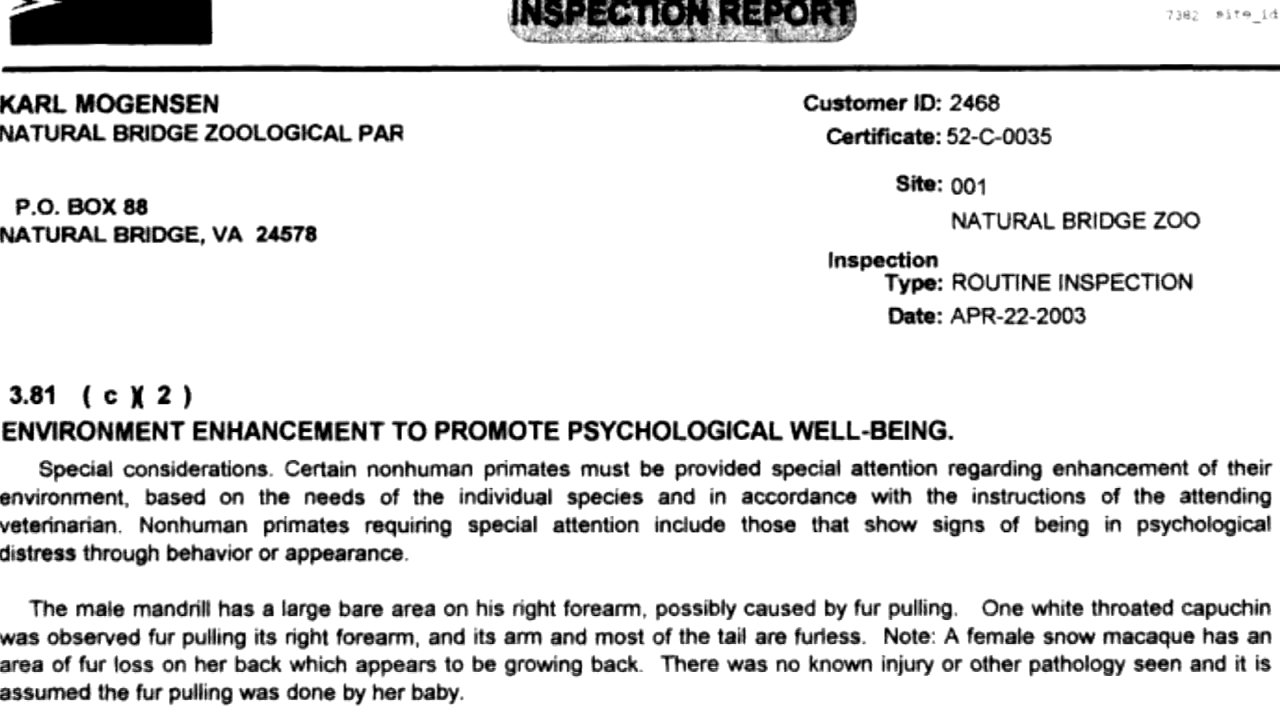 INSPECTION REPORT
7382 site_id
KARL MOGENSEN
NATURAL BRIDGE ZOOLOGICAL PAR
P.O. BOX 88
NATURAL BRIDGE, VA 24578
Customer ID: 2468
Certificate: 52-C-0035
Site: 001
NATURAL BRIDGE ZOO
Inspection
Type: ROUTINE INSPECTION
Date: APR-22-2003
3.81 ( c )( 2 )
ENVIRONMENT ENHANCEMENT TO PROMOTE PSYCHOLOGICAL WELL-BEING.
Special considerations. Certain nonhuman primates must be provided special attention regarding enhancement of their
environment, based on the needs of the individual species and in accordance with the instructions of the attending
veterinarian. Nonhuman primates requiring special attention include those that show signs of being in psychological
distress through behavior or appearance.
The male mandrill has a large bare area on his right forearm, possibly caused by fur pulling. One white throated capuchin
was observed fur pulling its right forearm, and its arm and most of the tail are furless. Note: A female snow macaque has an
area of fur loss on her back which appears to be growing back. There was no known injury or other pathology seen and it is
assumed the fur pulling was done by her baby.